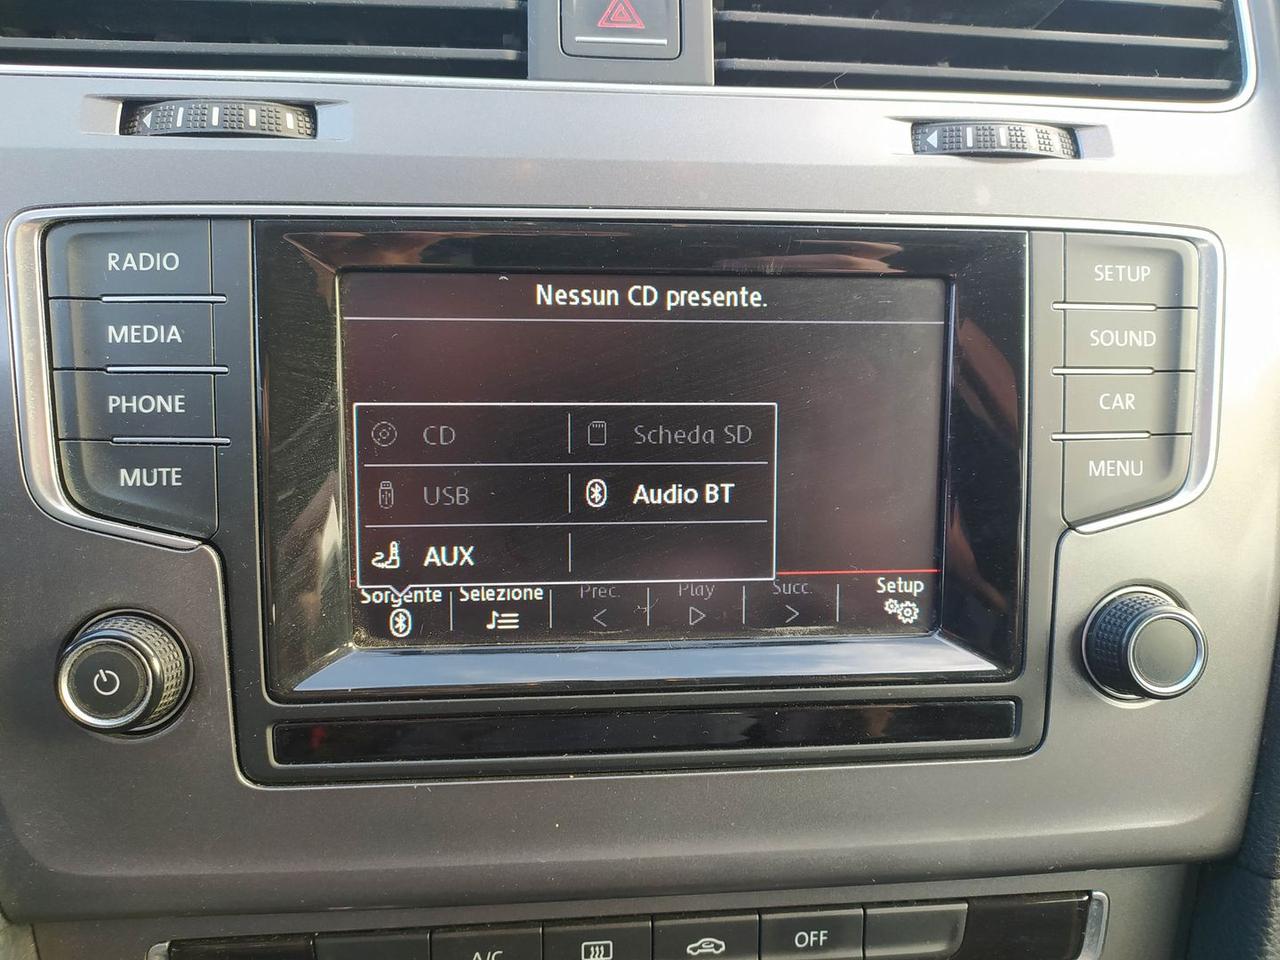 RADIO
MEDIA
PHONE
MUTE
Nessun CD presente.
CD
Scheda SD
USB
Audio BT
AUX
Sorgente
Selezione
Prec.
Play
Succ.
Setup
SETUP
SOUND
CAR
MENU
A/C
OFF